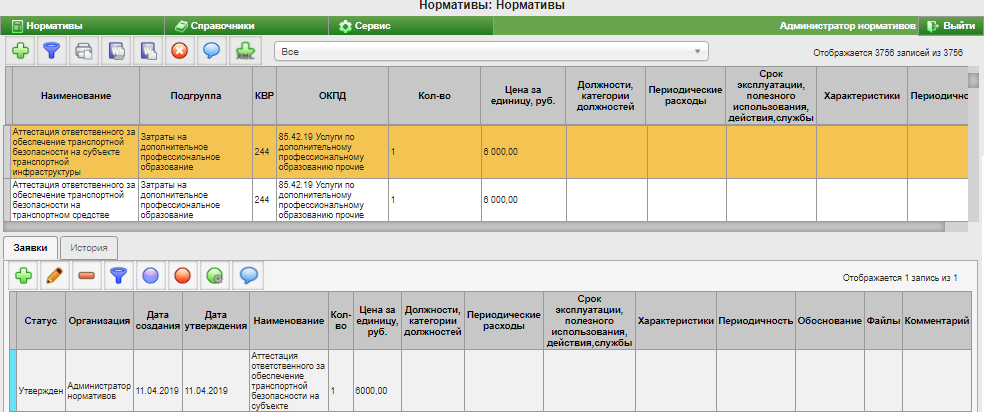 Нормативы: Нормативы
Нормативы Справочники Сервис Администратор нормативов Выйти
Все Отображается 3756 записей из 3756
Наименование
Подгруппа
КВР
ОКПД
Кол-во
Цена за
единицу, руб.
Должности,
категории
должностей
Периодические
расходы
Срок
эксплуатации,
полезного
использования,
действия,службы
Характеристики
Периодично
Аттестация ответственного за
обеспечение транспортной
безопасности на субъекте
транспортной
инфраструктуры
Затраты на
дополнительное
профессиональное
образование
244
85.42.19 Услуги по
дополнительному
профессиональному
образованию прочие
1
6 000,00
Аттестация ответственного за
обеспечение транспортной
безопасности на
транспортном средстве
Затраты на
дополнительное
профессиональное
образование
244
85.42.19 Услуги по
дополнительному
профессиональному
образованию прочие
1
6 000,00
Заявки История
Отображается 1 запись из 1
Статус
Организация
Дата
создания
Дата
утверждения
Наименование
Кол-
во
Цена за
единицу,
руб.
Должности,
категории
должностей
Периодические
расходы
Срок
эксплуатации,
полезного
использования,
действия,службы
Характеристики
Периодичность
Обоснование
Файлы
Комментарий
Утвержден
Администратор
нормативов
11.04.2019
11.04.2019
Аттестация
ответственного за
обеспечение
транспортной
безопасности на
субъекте
1
6000,00